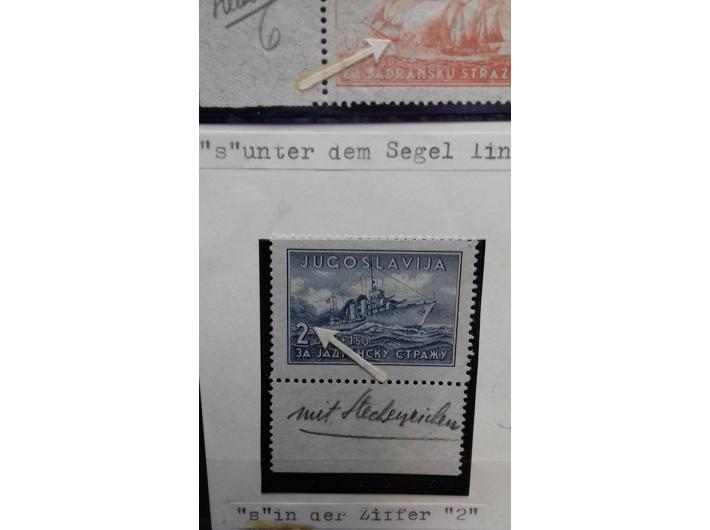 6
ZA JADRANSKU STRAŽ
"s"unter dem Segel lin
JUGOSLAVIJA
2 +1.50
ЗА ЈАДРАНСКУ СТРАЖУ
mit Stecherzeichen
"s"in der Ziffer "2"